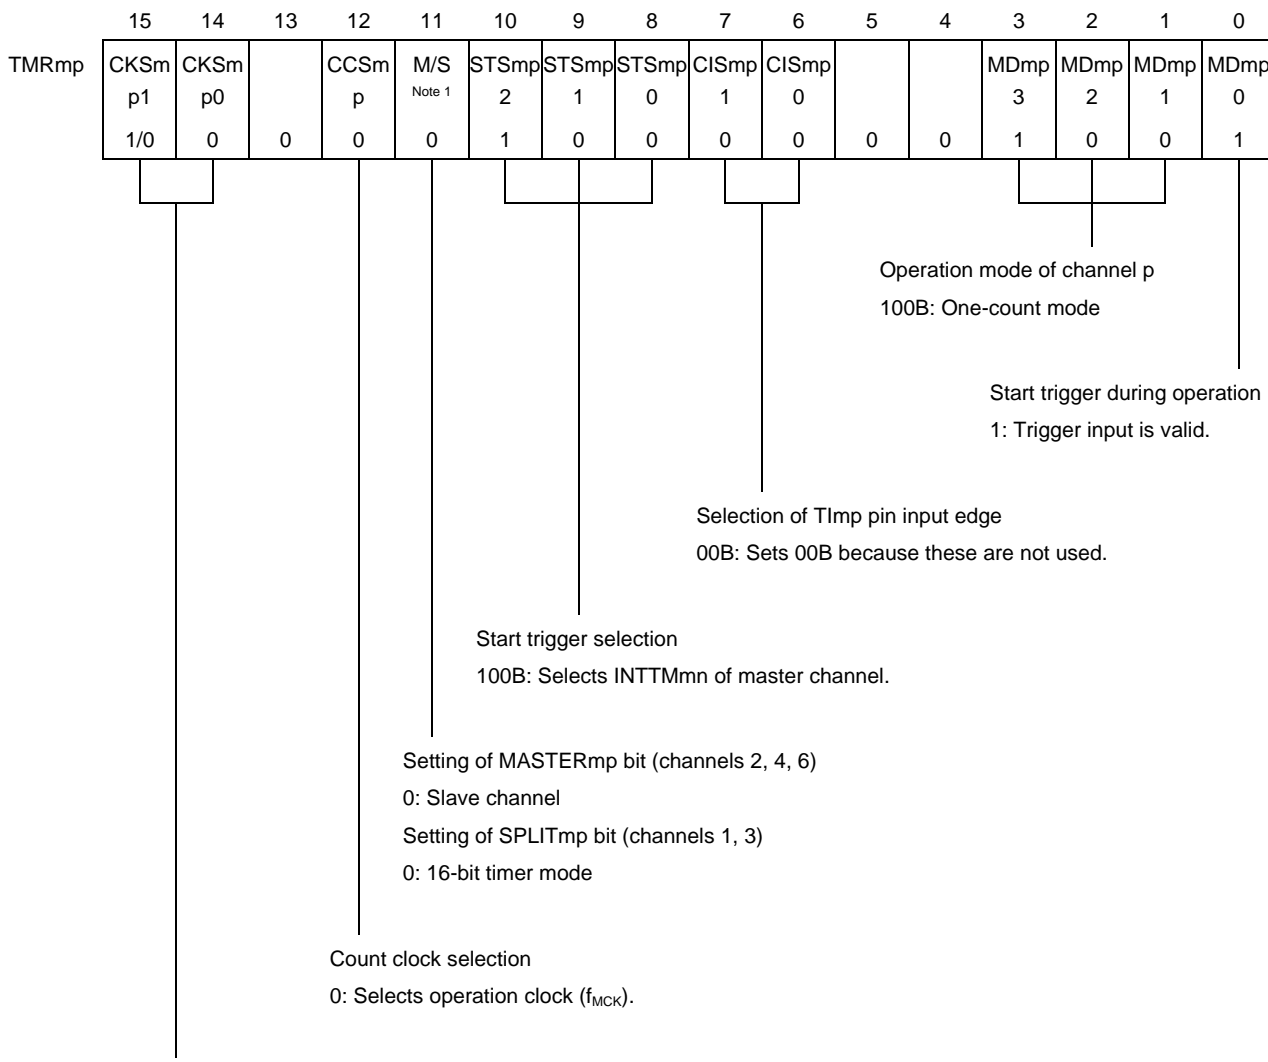 15 14 13 12 11 10 9 8 7 6 5 4 3 2 1 0
TMRmp CKSm CKSm CCSm M/S STSmp STSmp STSmp CISmp CISmp MDmp MDmp MDmp MDmp
p1 p0 p Note 1 2 1 0 1 0 3 2 1 0
1/0 0 0 0 0 1 0 0 0 0 0 0 1 0 0 1
Operation mode of channel p
100B: One-count mode
Start trigger during operation
1: Trigger input is valid.
Selection of TImp pin input edge
00B: Sets 00B because these are not used.
Start trigger selection
100B: Selects INTTMmn of master channel.
Setting of MASTERmp bit (channels 2, 4, 6)
0: Slave channel
Setting of SPLITmp bit (channels 1, 3)
0: 16-bit timer mode
Count clock selection
0: Selects operation clock (fMCK).